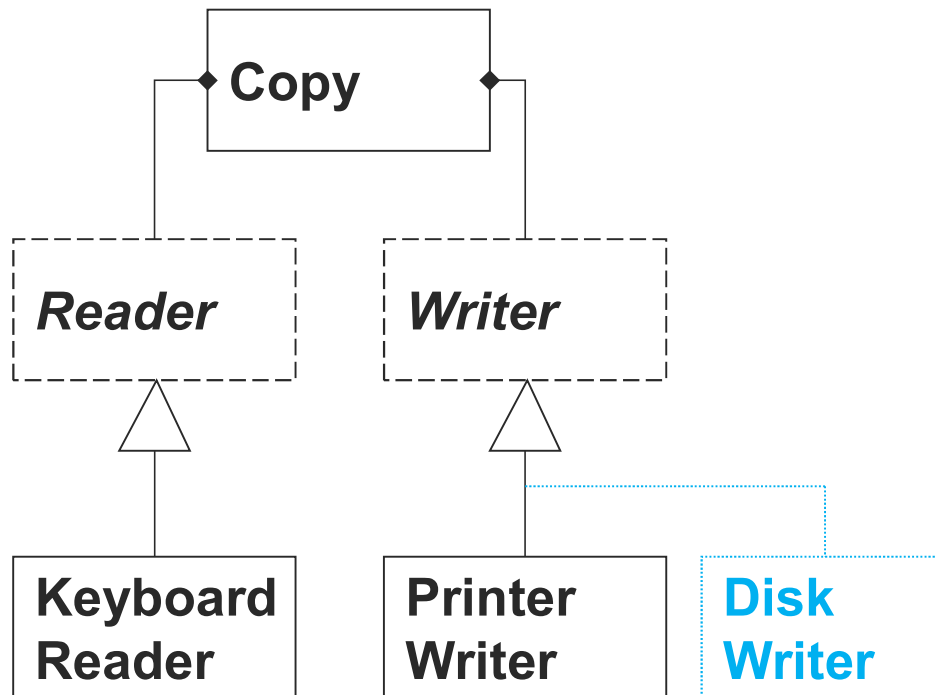 Copy
Reader
Writer
Keyboard
Reader
Printer
Writer
Disk
Writer